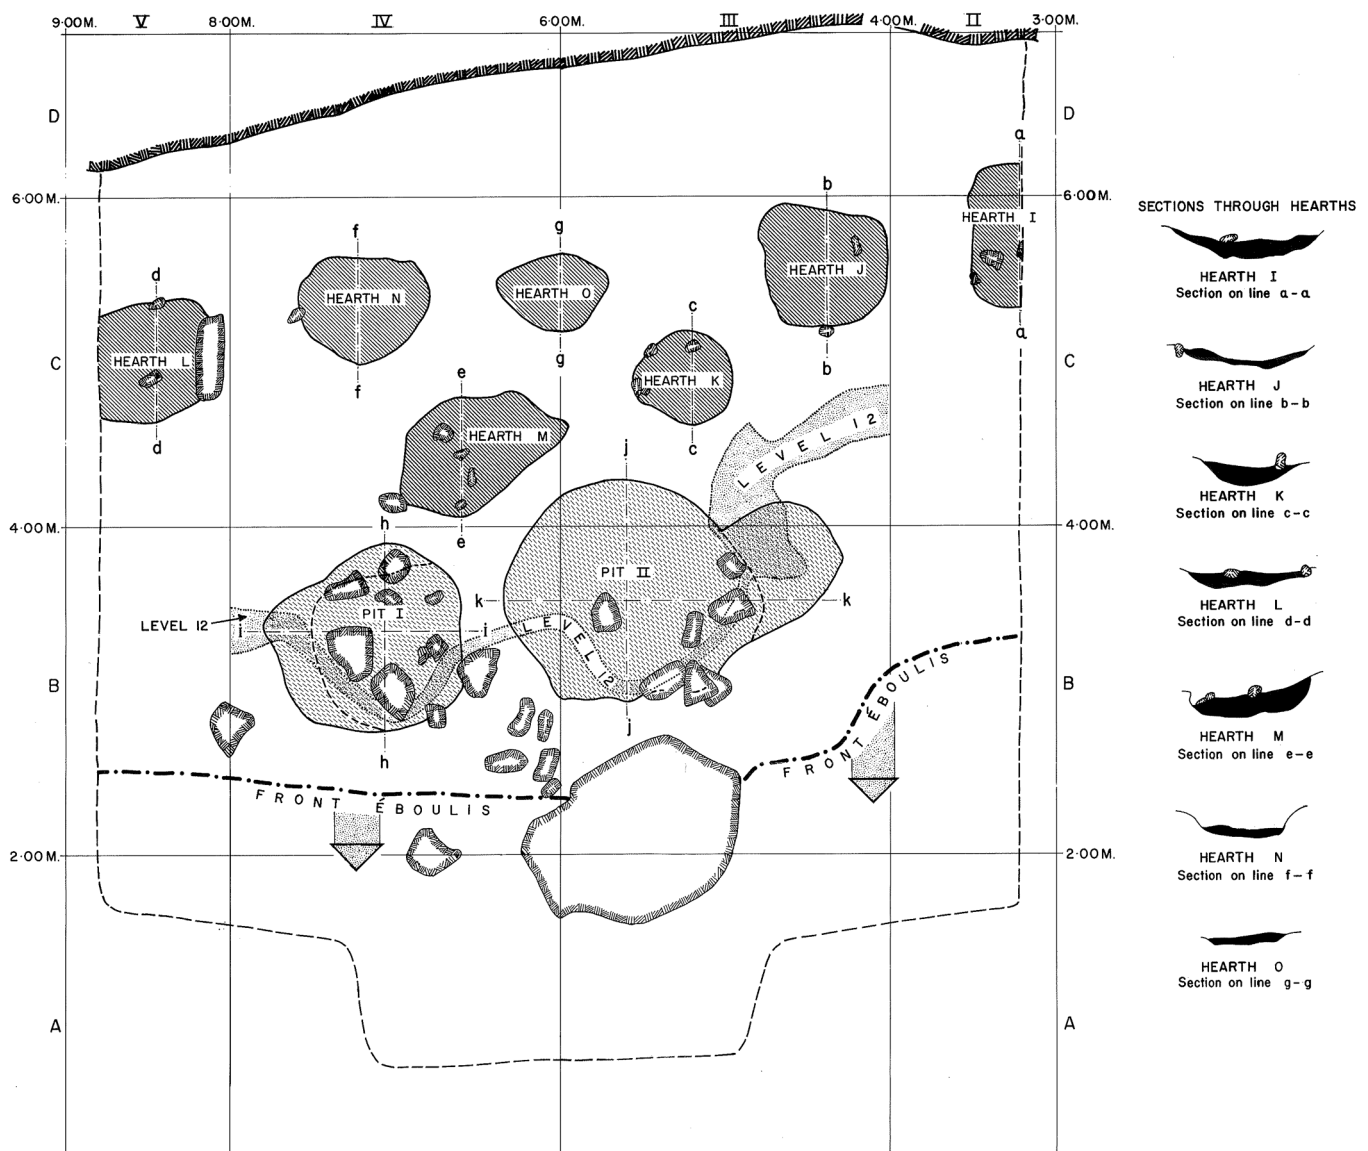 9·00M. V 8·00M. IV 6·00M. III 4·00M. II 3·00M.
D D
a
6·00M. 6·00M.
b
HEARTH I
f g
d
HEARTH J
HEARTH N
HEARTH O
c
a
C HEARTH L C
g b
HEARTH K
f e
HEARTH M
d c
j
LEVEL 12
4·00M. h e 4·00M.
PIT II
k k
PIT I
LEVEL 12 i i
LEVEL 12
B B
j
h
FRONT ÉBOULIS
FRONT ÉBOULIS
2·00M. 2·00M.
A A
SECTIONS THROUGH HEARTHS
HEARTH I
Section on line a-a
HEARTH J
Section on line b-b
HEARTH K
Section on line c-c
HEARTH L
Section on line d-d
HEARTH M
Section on line e-e
HEARTH N
Section on line f-f
HEARTH O
Section on line g-g